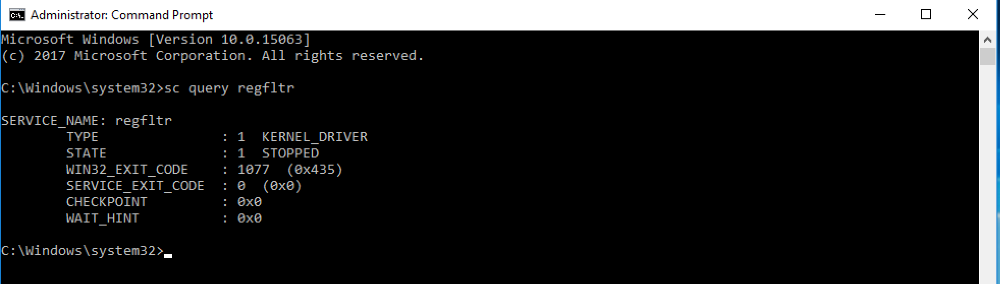 Administrator: Command Prompt
Microsoft Windows [Version 10.0.15063]
(c) 2017 Microsoft Corporation. All rights reserved.
C:\Windows\system32>sc query regfltr
SERVICE_NAME: regfltr
TYPE : 1 KERNEL_DRIVER
STATE : 1 STOPPED
WIN32_EXIT_CODE : 1077 (0x435)
SERVICE_EXIT_CODE : 0 (0x0)
CHECKPOINT : 0x0
WAIT_HINT : 0x0
C:\Windows\system32>